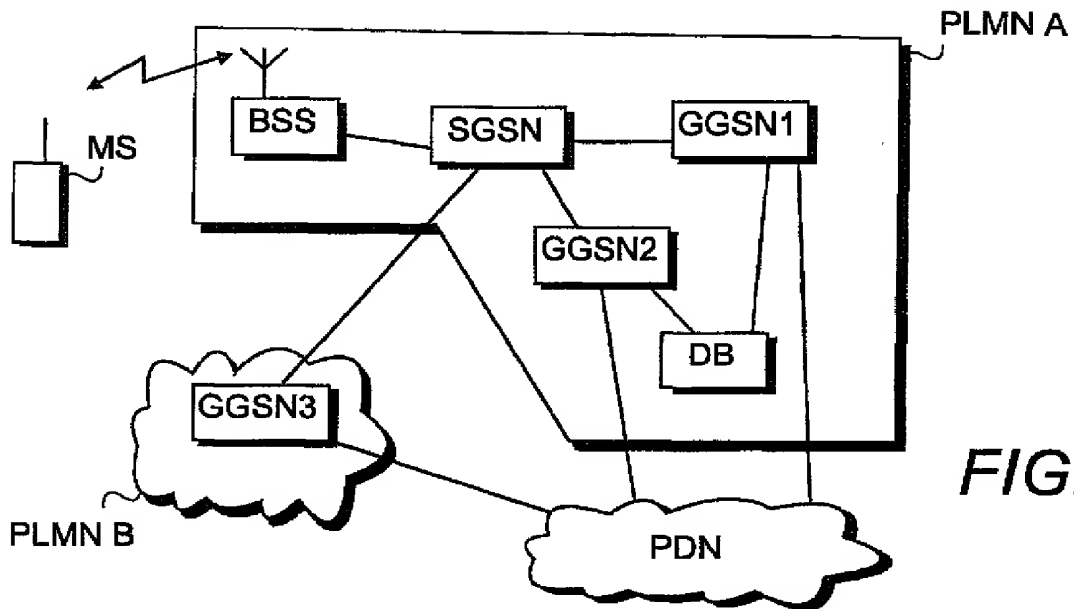 PLMN A
BSS
SGSN
GGSN1
MS
GGSN2
DB
GGSN3
PLMN B
PDN
FIG.